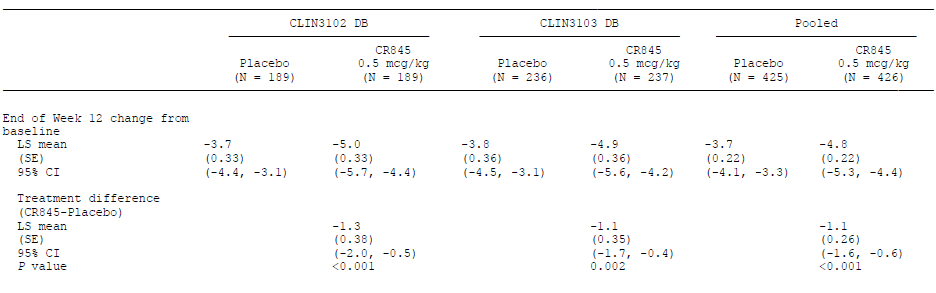 CLIN3102 DB CLIN3103 DB Pooled
CR845 CR845 CR845
Placebo 0.5 mcg/kg Placebo 0.5 mcg/kg Placebo 0.5 mcg/kg
(N = 189) (N = 189) (N = 236) (N = 237) (N = 425) (N = 426)
End of Week 12 change from
baseline
LS mean -3.7 -5.0 -3.8 -4.9 -3.7 -4.8
(SE) (0.33) (0.33) (0.36) (0.36) (0.22) (0.22)
95% CI (-4.4, -3.1) (-5.7, -4.4) (-4.5, -3.1) (-5.6, -4.2) (-4.1, -3.3) (-5.3, -4.4)
Treatment difference
(CR845-Placebo)
LS mean -1.3 -1.1 -1.1
(SE) (0.38) (0.35) (0.26)
95% CI (-2.0, -0.5) (-1.7, -0.4) (-1.6, -0.6)
P value <0.001 0.002 <0.001